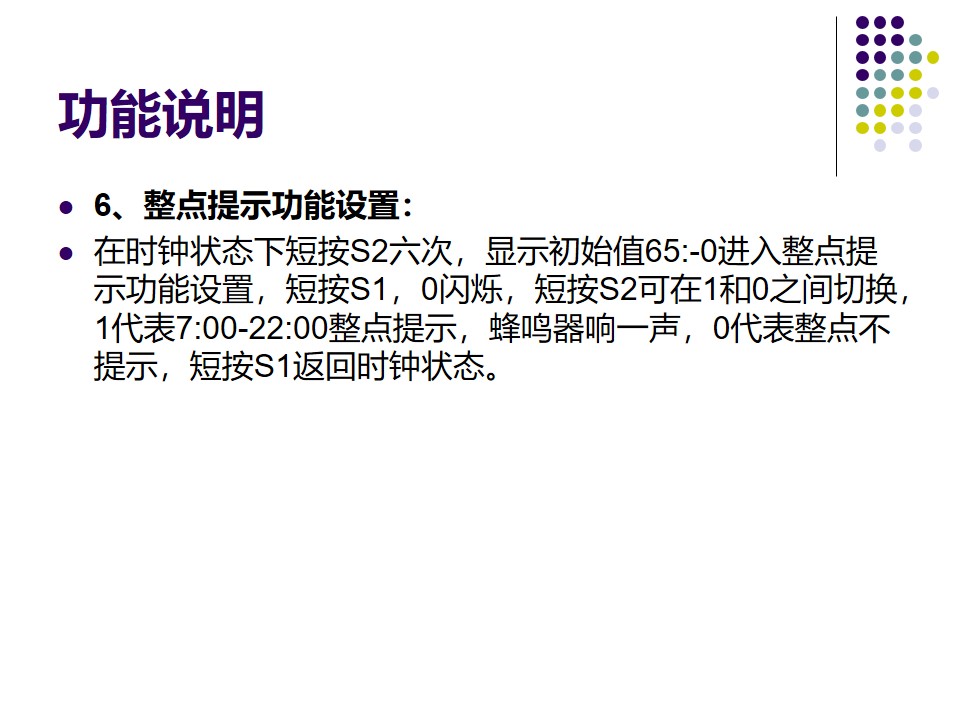 功能说明
6、整点提示功能设置：
在时钟状态下短按S2六次，显示初始值65:-0进入整点提
示功能设置，短按S1，0闪烁，短按S2可在1和0之间切换，
1代表7:00-22:00整点提示，蜂鸣器响一声，0代表整点不
提示，短按S1返回时钟状态。